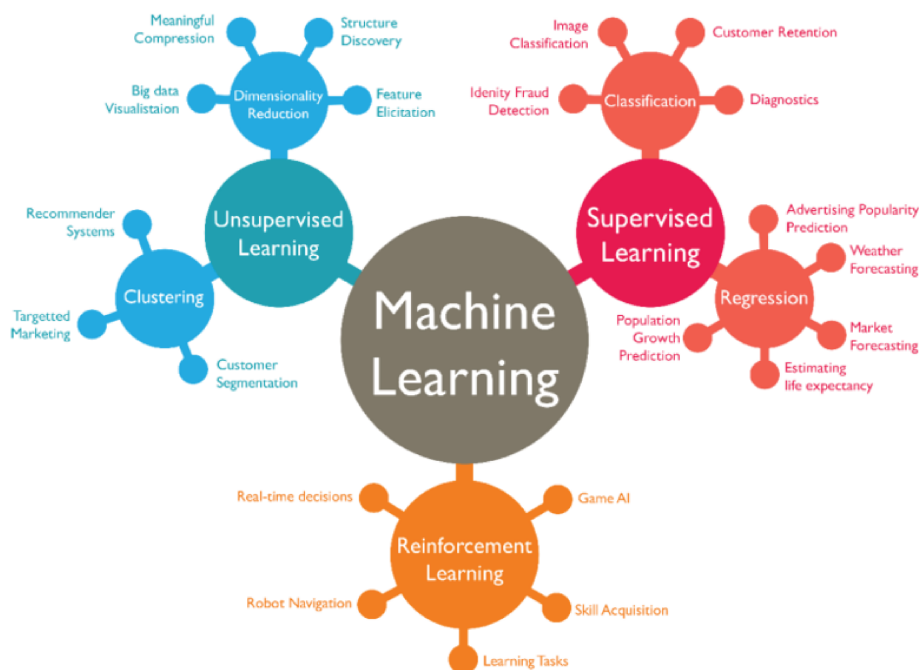 Meaningful
Compression
Structure
Discovery
Big data
Visualistaion
Dimensionality
Reduction
Feature
Elicitation
Image
Classification
Customer Retention
Idenity Fraud
Detection
Classification
Diagnostics
Unsupervised
Learning
Supervised
Learning
Recommender
Systems
Clustering
Targetted
Marketing
Customer
Segmentation
Machine
Learning
Advertising Popularity
Prediction
Weather
Forecasting
Regression
Population
Growth
Prediction
Market
Forecasting
Estimating
life expectancy
Real-time decisions
Game AI
Reinforcement
Learning
Robot Navigation
Skill Acquisition
Learning Tasks